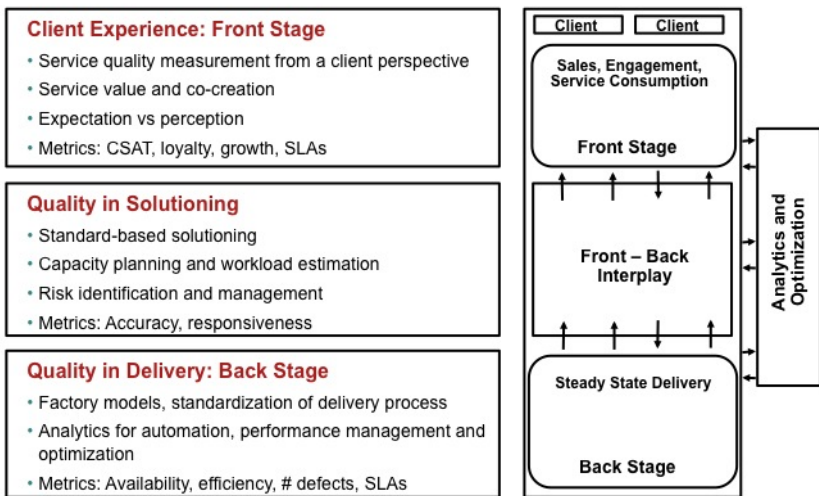 Client Experience: Front Stage
• Service quality measurement from a client perspective
• Service value and co-creation
• Expectation vs perception
• Metrics: CSAT, loyalty, growth, SLAs
Quality in Solutioning
• Standard-based solutioning
• Capacity planning and workload estimation
• Risk identification and management
• Metrics: Accuracy, responsiveness
Quality in Delivery: Back Stage
• Factory models, standardization of delivery process
• Analytics for automation, performance management and
optimization
• Metrics: Availability, efficiency, # defects, SLAs
Client
Client
Sales, Engagement,
Service Consumption
Front Stage
Front – Back
Interplay
Steady State Delivery
Back Stage
Analytics and
Optimization